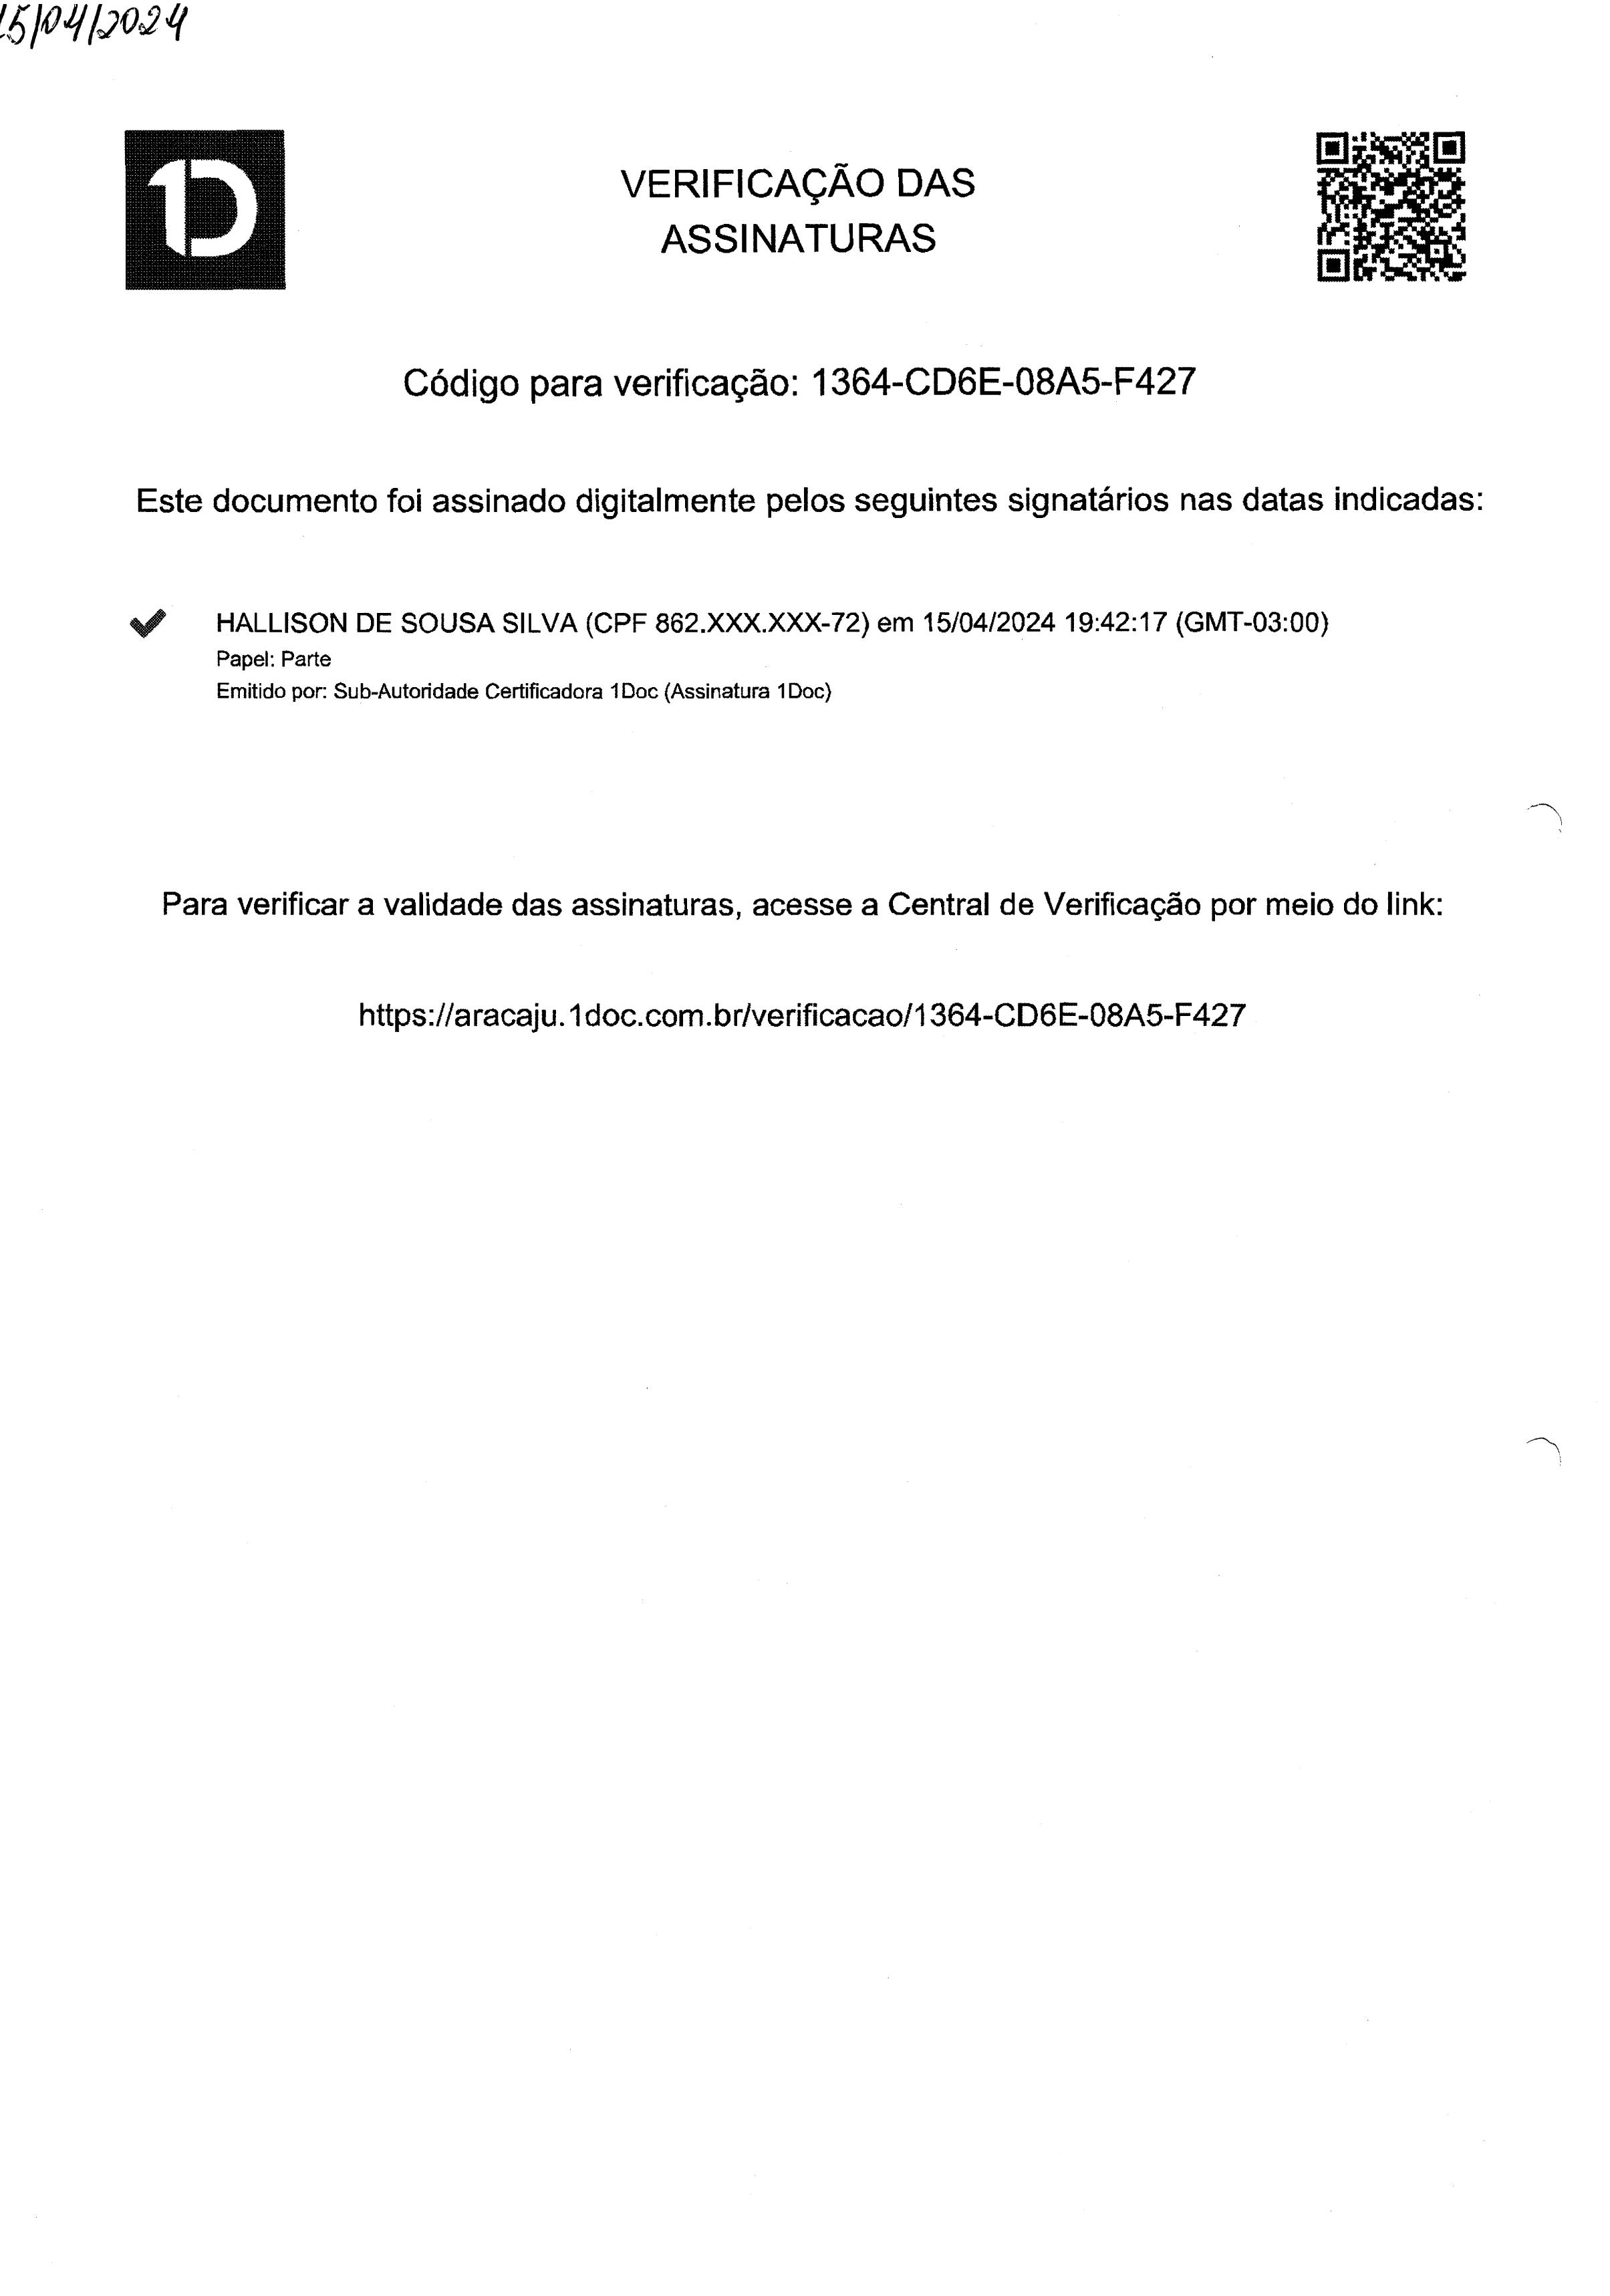 15/04/2024
1D
VERIFICAÇÃO DAS
ASSINATURAS
Código para verificação: 1364-CD6E-08A5-F427
Este documento foi assinado digitalmente pelos seguintes signatários nas datas indicadas:
HALLISON DE SOUSA SILVA (CPF 862.XXX.XXX-72) em 15/04/2024 19:42:17 (GMT-03:00)
Papel: Parte
Emitido por: Sub-Autoridade Certificadora 1Doc (Assinatura 1Doc)
Para verificar a validade das assinaturas, acesse a Central de Verificação por meio do link:
https://aracaju.1doc.com.br/verificacao/1364-CD6E-08A5-F427